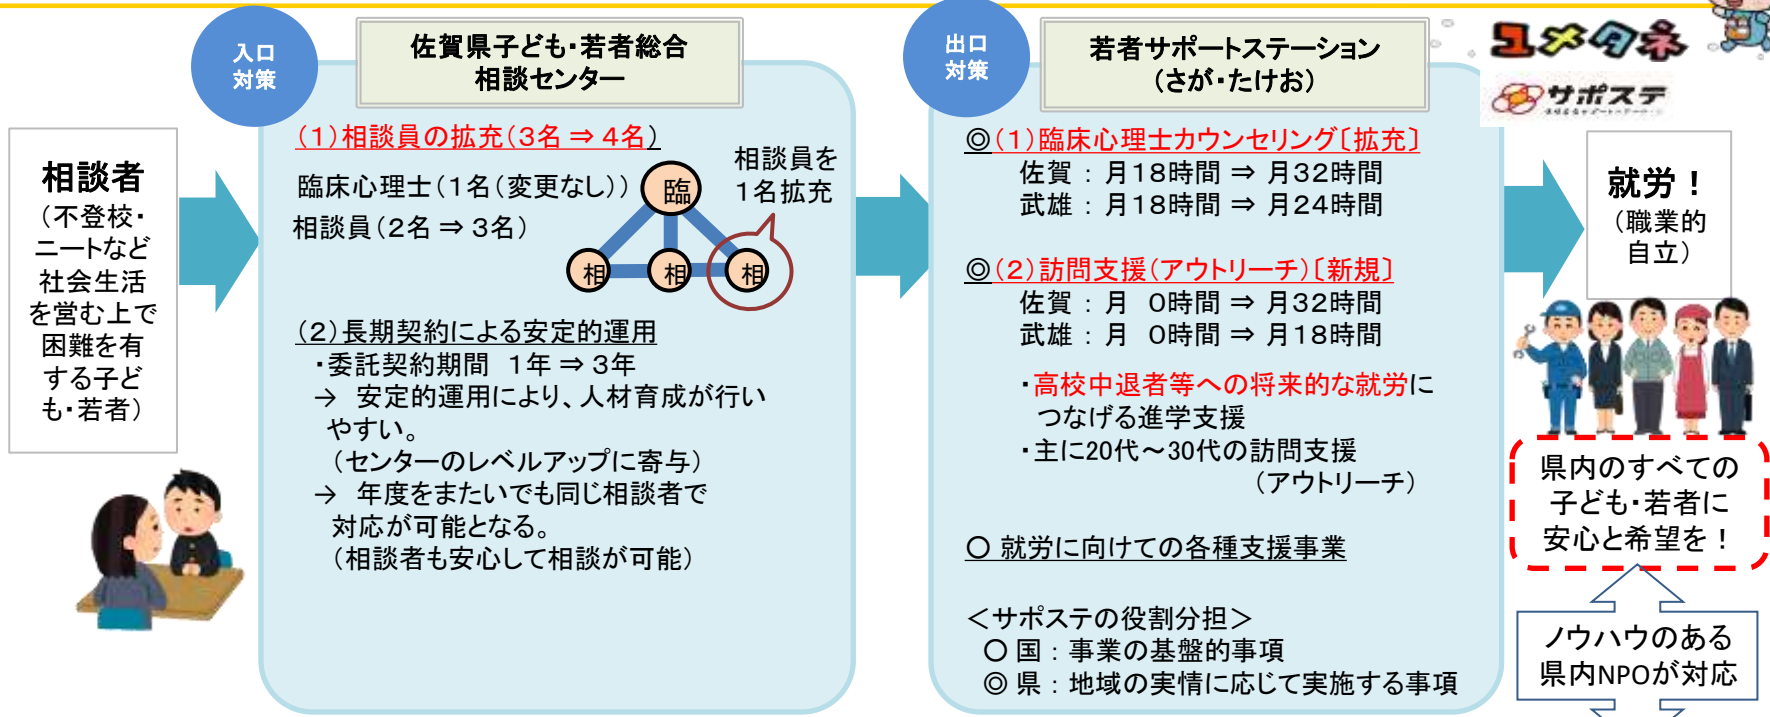 相談者
（不登校・
ニートなど
社会生活
を営む上で
困難を有
する子ど
も・若者）
入口
対策
佐賀県子ども・若者総合
相談センター
（１）相談員の拡充（３名 ⇒ ４名）
臨床心理士（１名（変更なし））
相談員（２名 ⇒ ３名）
臨
相 相 相
相談員を
１名拡充
（２）長期契約による安定的運用
・委託契約期間　１年 ⇒ ３年
→ 安定的運用により、人材育成が行い
やすい。
（センターのレベルアップに寄与）
→ 年度をまたいでも同じ相談者で
対応が可能となる。
（相談者も安心して相談が可能）
出口
対策
若者サポートステーション
（さが・たけお）
◎（１）臨床心理士カウンセリング〔拡充〕
佐賀 ： 月１８時間 ⇒ 月３２時間
武雄 ： 月１８時間 ⇒ 月２４時間
◎（２）訪問支援（アウトリーチ）〔新規〕
佐賀 ： 月　０時間 ⇒ 月３２時間
武雄 ： 月　０時間 ⇒ 月１８時間
・高校中退者等への将来的な就労に
つなげる進学支援
・主に20代～30代の訪問支援
（アウトリーチ）
○ 就労に向けての各種支援事業
＜サポステの役割分担＞
○ 国 ： 事業の基盤的事項
◎ 県 ： 地域の実情に応じて実施する事項
ユメタネ
サポステ
就労！
（職業的
自立）
県内のすべての
子ども・若者に
安心と希望を！
ノウハウのある
県内NPOが対応